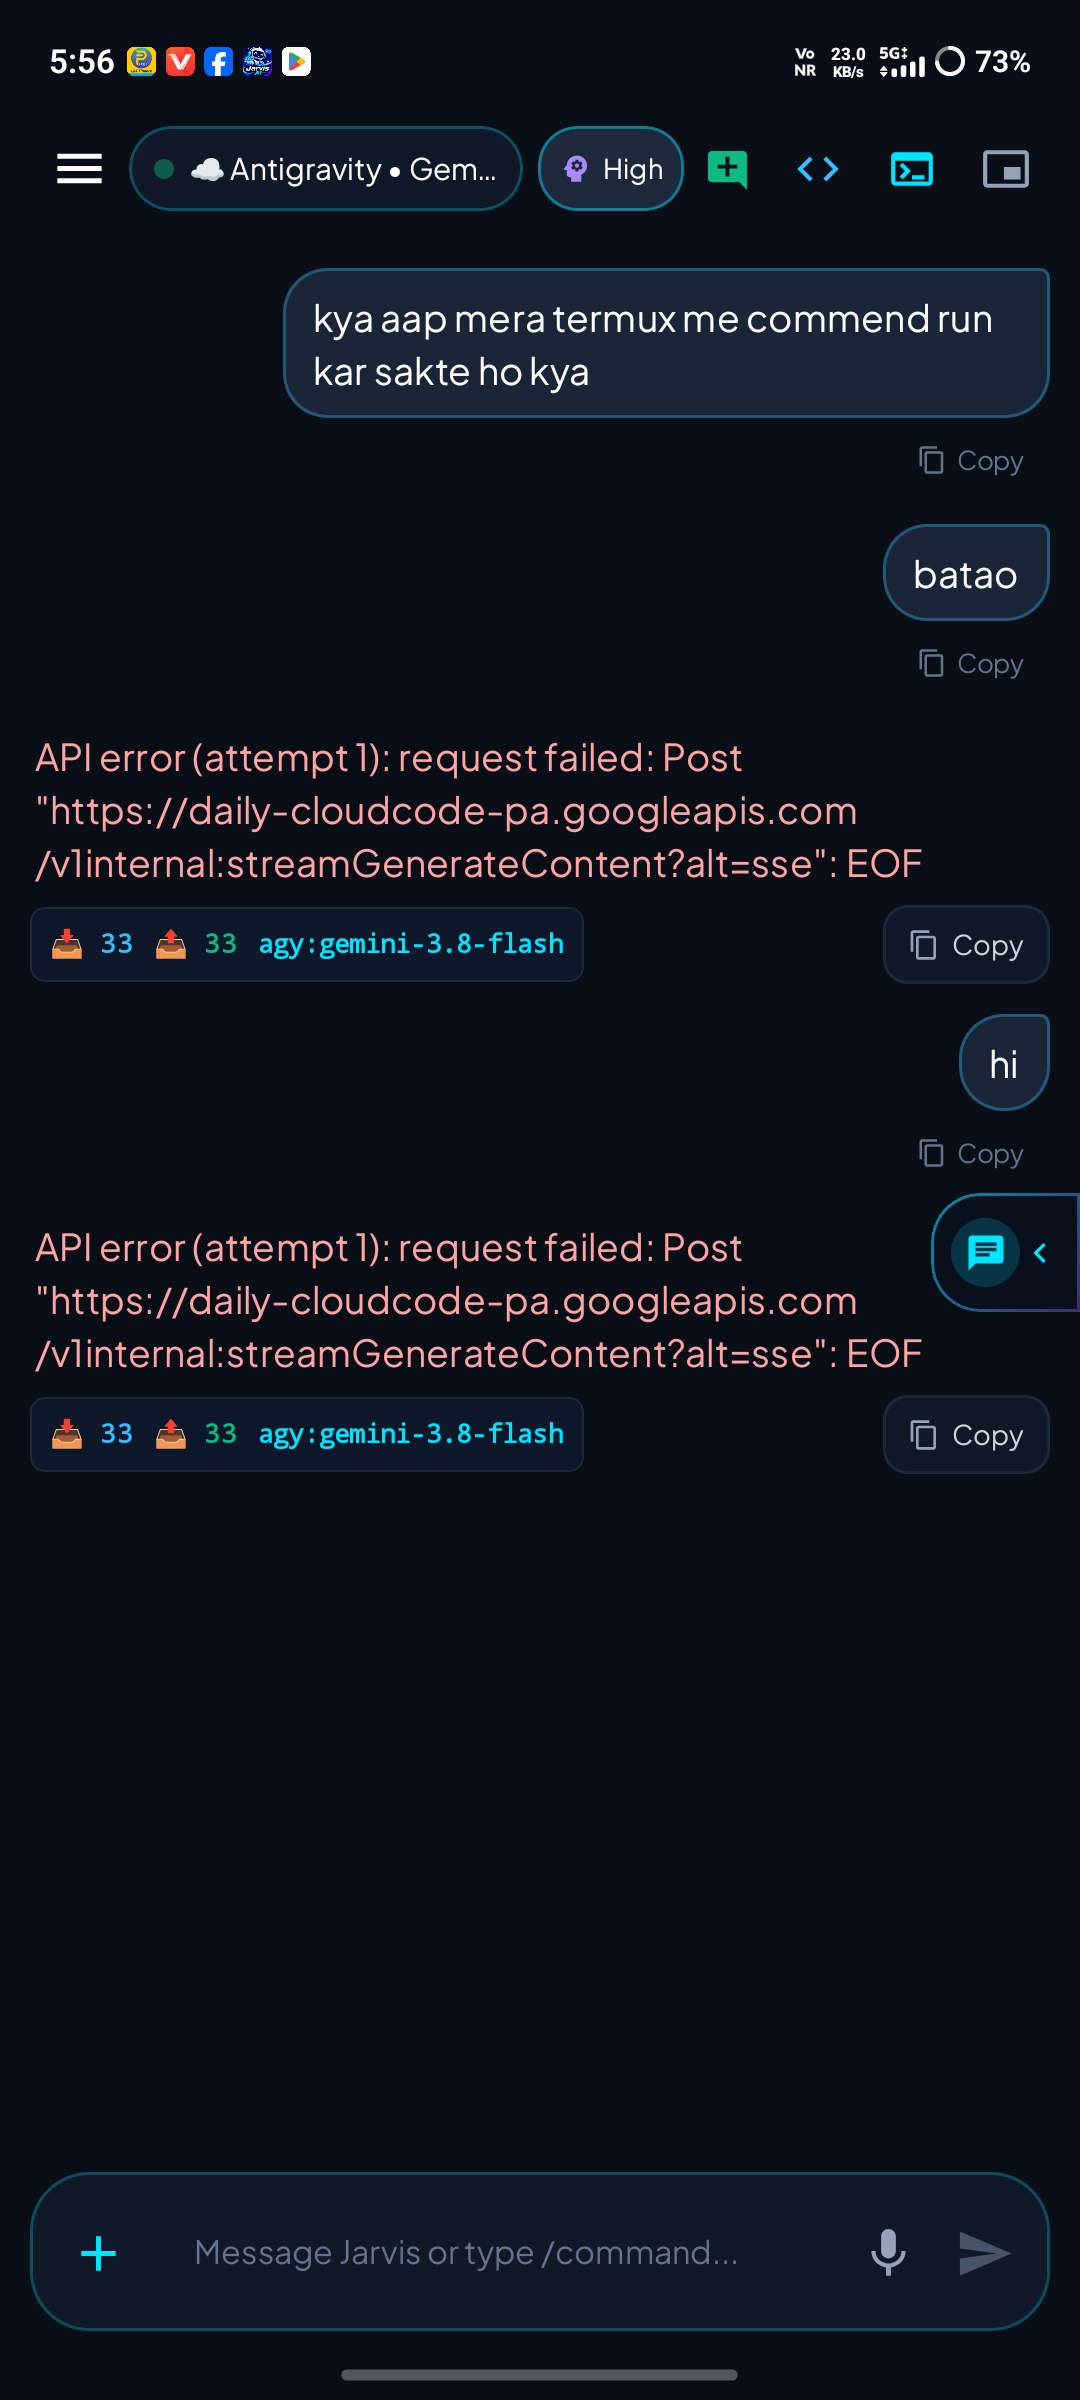 5:56
Vo NR 23.0 KB/s 5G 73%
Antigravity • Gem...
High
kya aap mera termux me commend run
kar sakte ho kya
Copy
batao
Copy
API error (attempt 1): request failed: Post
"https://daily-cloudcode-pa.googleapis.com
/v1internal:streamGenerateContent?alt=sse": EOF
33 33 agy:gemini-3.8-flash
Copy
hi
Copy
API error (attempt 1): request failed: Post
"https://daily-cloudcode-pa.googleapis.com
/v1internal:streamGenerateContent?alt=sse": EOF
33 33 agy:gemini-3.8-flash
Copy
Message Jarvis or type /command...